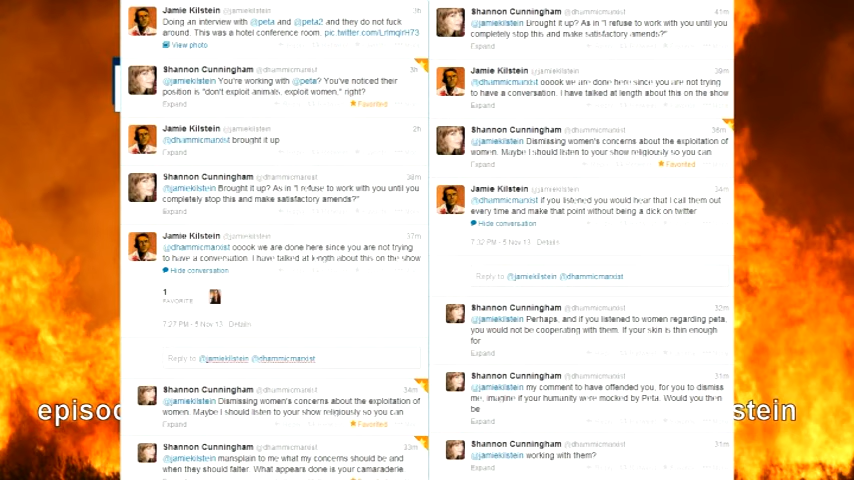 Jamie Kilstein @jamiekilstein 1h
Doing an interview with @peta and @peta2 and they do not fuck
around. This was a hotel conference room. pic.twitter.com/LrImqirH73
View photo
Shannon Cunningham @dhammicmarxist 3h
@jamiekilstein You're working with @peta? You've noticed their
position is "don't exploit animals, exploit women," right?
Expand
Favorited
Jamie Kilstein @jamiekilstein 2h
@dhammicmarxist brought it up
Expand
Shannon Cunningham @dhammicmarxist 38m
@jamiekilstein Brought it up? As in "I refuse to work with you until you
completely stop this and make satisfactory amends?"
Expand
Jamie Kilstein @jamiekilstein 37m
@dhammicmarxist ooook we are done here since you are not trying
to have a conversation. I have talked at length about this on the show
Hide conversation
1
FAVORITE
7:27 PM - 5 Nov 13 · Details
Reply to @jamiekilstein @dhammicmarxist
Shannon Cunningham @dhammicmarxist 34m
@jamiekilstein Dismissing women's concerns about the exploitation of
women. Maybe I should listen to your show religiously so you can
Expand
Favorited
Shannon Cunningham @dhammicmarxist 33m
@jamiekilstein mansplain to me what my concerns should be and
when they should falter. What appears done is your camaraderie
Shannon Cunningham @dhammicmarxist 41m
@jamiekilstein Brought it up? As in "I refuse to work with you until you
completely stop this and make satisfactory amends?"
Expand
Jamie Kilstein @jamiekilstein 39m
@dhammicmarxist ooook we are done here since you are not trying
to have a conversation. I have talked at length about this on the show
Expand
Shannon Cunningham @dhammicmarxist 36m
@jamiekilstein Dismissing women's concerns about the exploitation of
women. Maybe I should listen to your show religiously so you can
Expand
Favorited
Jamie Kilstein @jamiekilstein 34m
@dhammicmarxist if you listened you would hear that I call them out
every time and make that point without being a dick on twitter
Hide conversation
7:32 PM - 5 Nov 13 · Details
Reply to @jamiekilstein @dhammicmarxist
Shannon Cunningham @dhammicmarxist 32m
@jamiekilstein Perhaps, and if you listened to women regarding peta,
you would not be cooperating with them. If your skin is thin enough
for
Expand
Shannon Cunningham @dhammicmarxist 31m
@jamiekilstein my comment to have offended you, for you to dismiss
me, imagine if your humanity were mocked by Peta. Would you then
be
Expand
Shannon Cunningham @dhammicmarxist 31m
@jamiekilstein working with them?
Expand
episo
stein